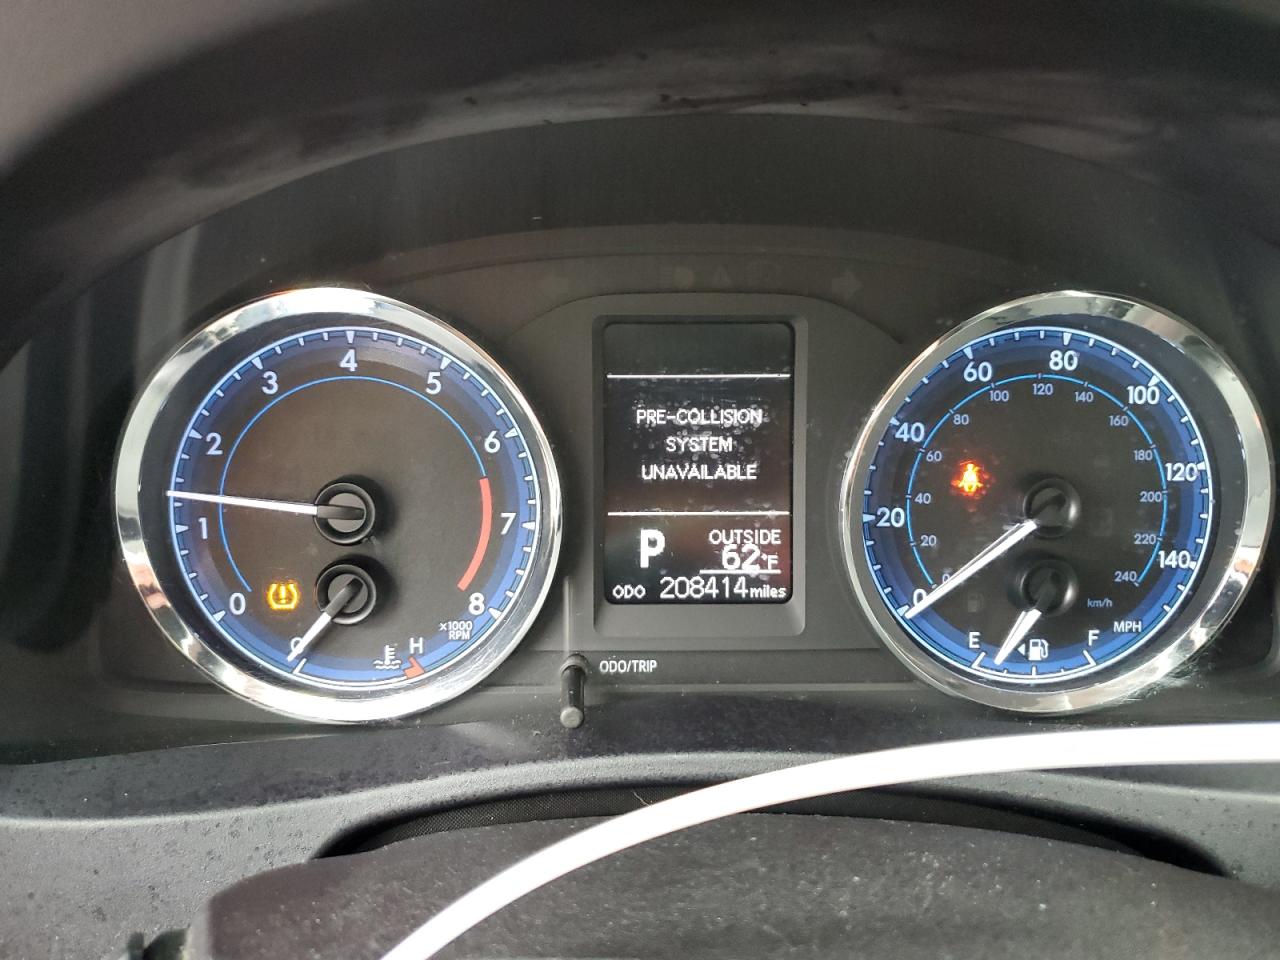 0
1
2
3
4
5
6
7
8
x1000
RPM
C
H
PRE-COLLISION
SYSTEM
UNAVAILABLE
P
OUTSIDE
62°F
ODO 208414 miles
ODO/TRIP
0
20
40
60
80
100
120
140
MPH
0
20
40
60
80
100
120
140
160
180
200
220
240
km/h
E
F